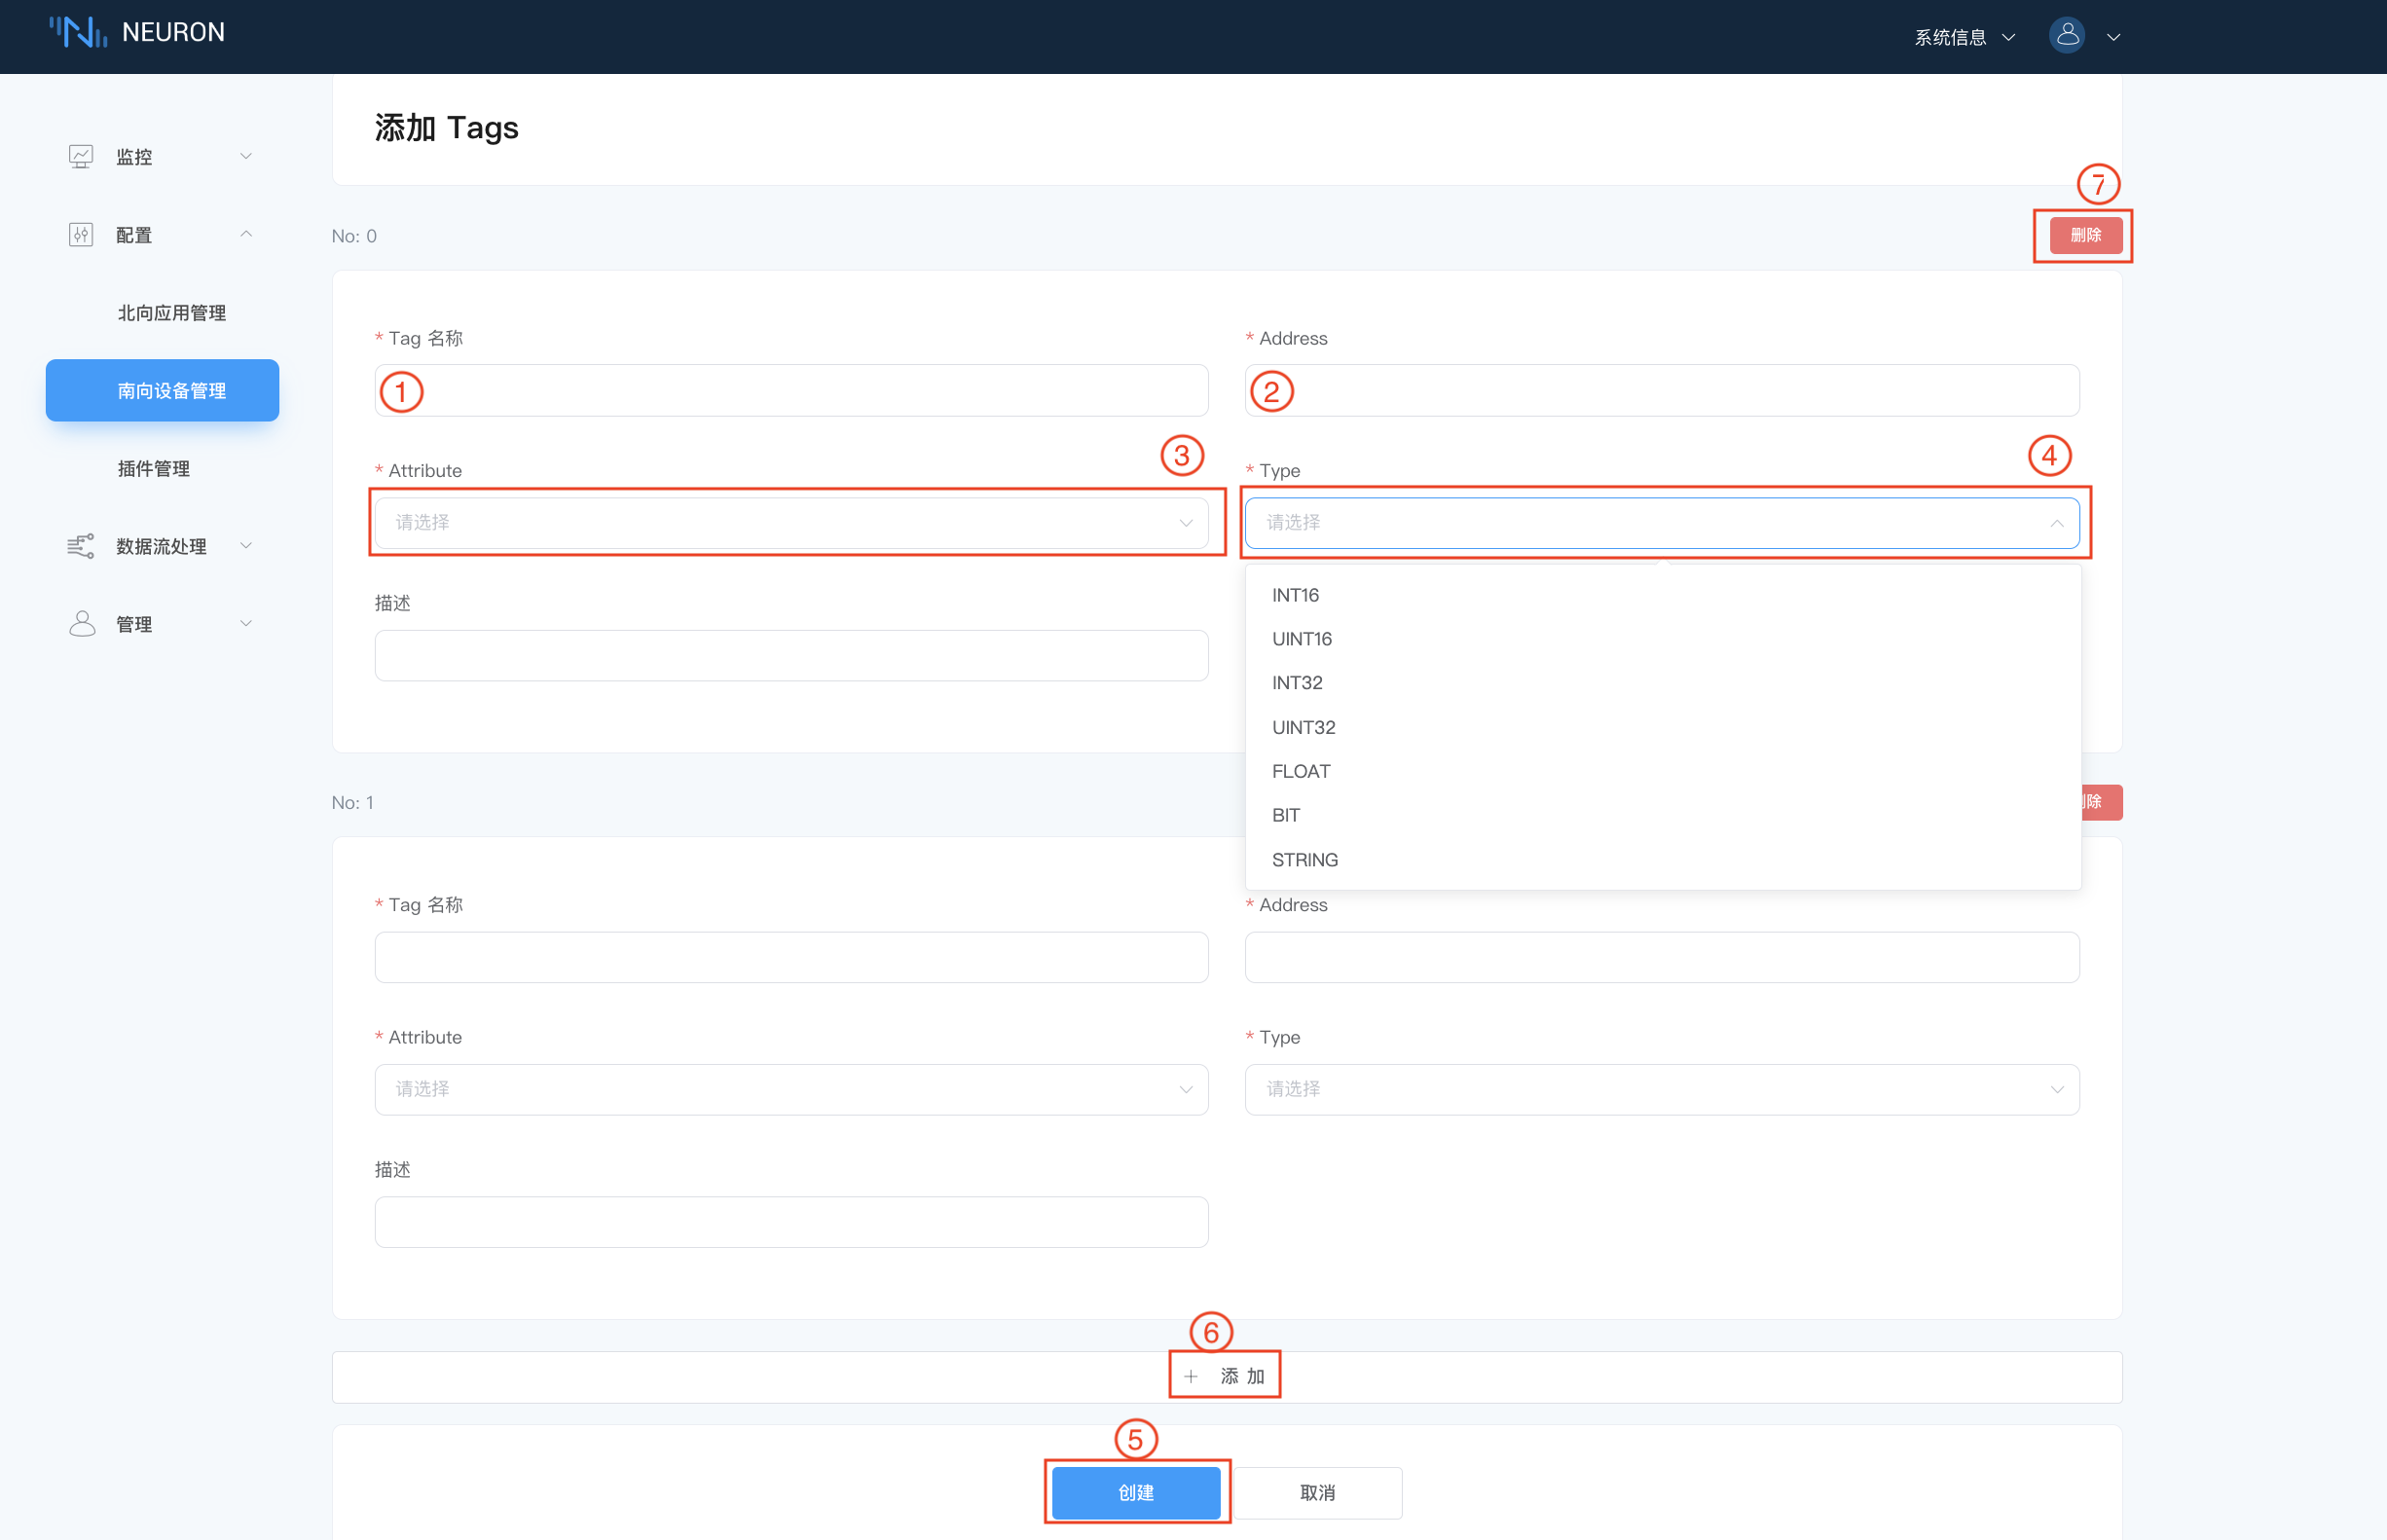 NEURON
系统信息
监控
配置
北向应用管理
南向设备管理
插件管理
数据流处理
管理
添加 Tags
⑦
No: 0
删除
* Tag 名称
* Address
①
②
* Attribute
③
* Type
④
请选择
请选择
INT16
UINT16
INT32
UINT32
FLOAT
BIT
STRING
描述
No: 1
除
* Tag 名称
* Address
* Attribute
* Type
请选择
请选择
描述
⑥
+ 添 加
⑤
创建
取消